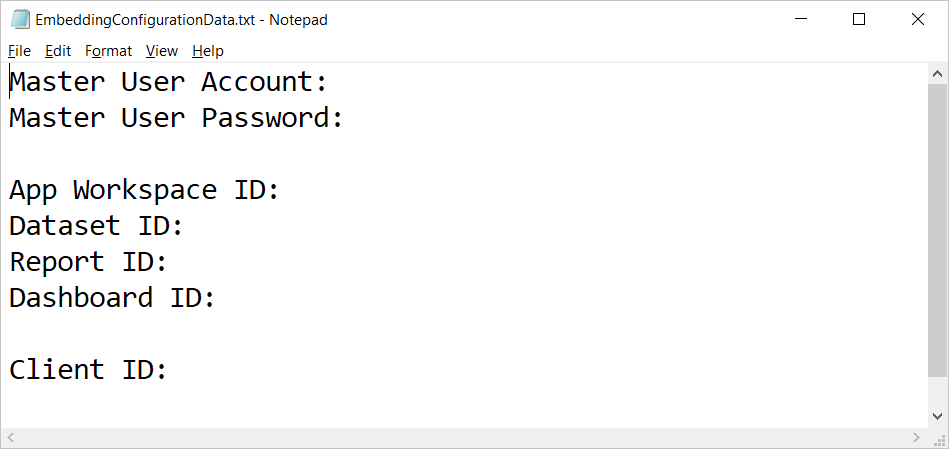 EmbeddingConfigurationData.txt - Notepad
File Edit Format View Help
Master User Account:
Master User Password:
App Workspace ID:
Dataset ID:
Report ID:
Dashboard ID:
Client ID: